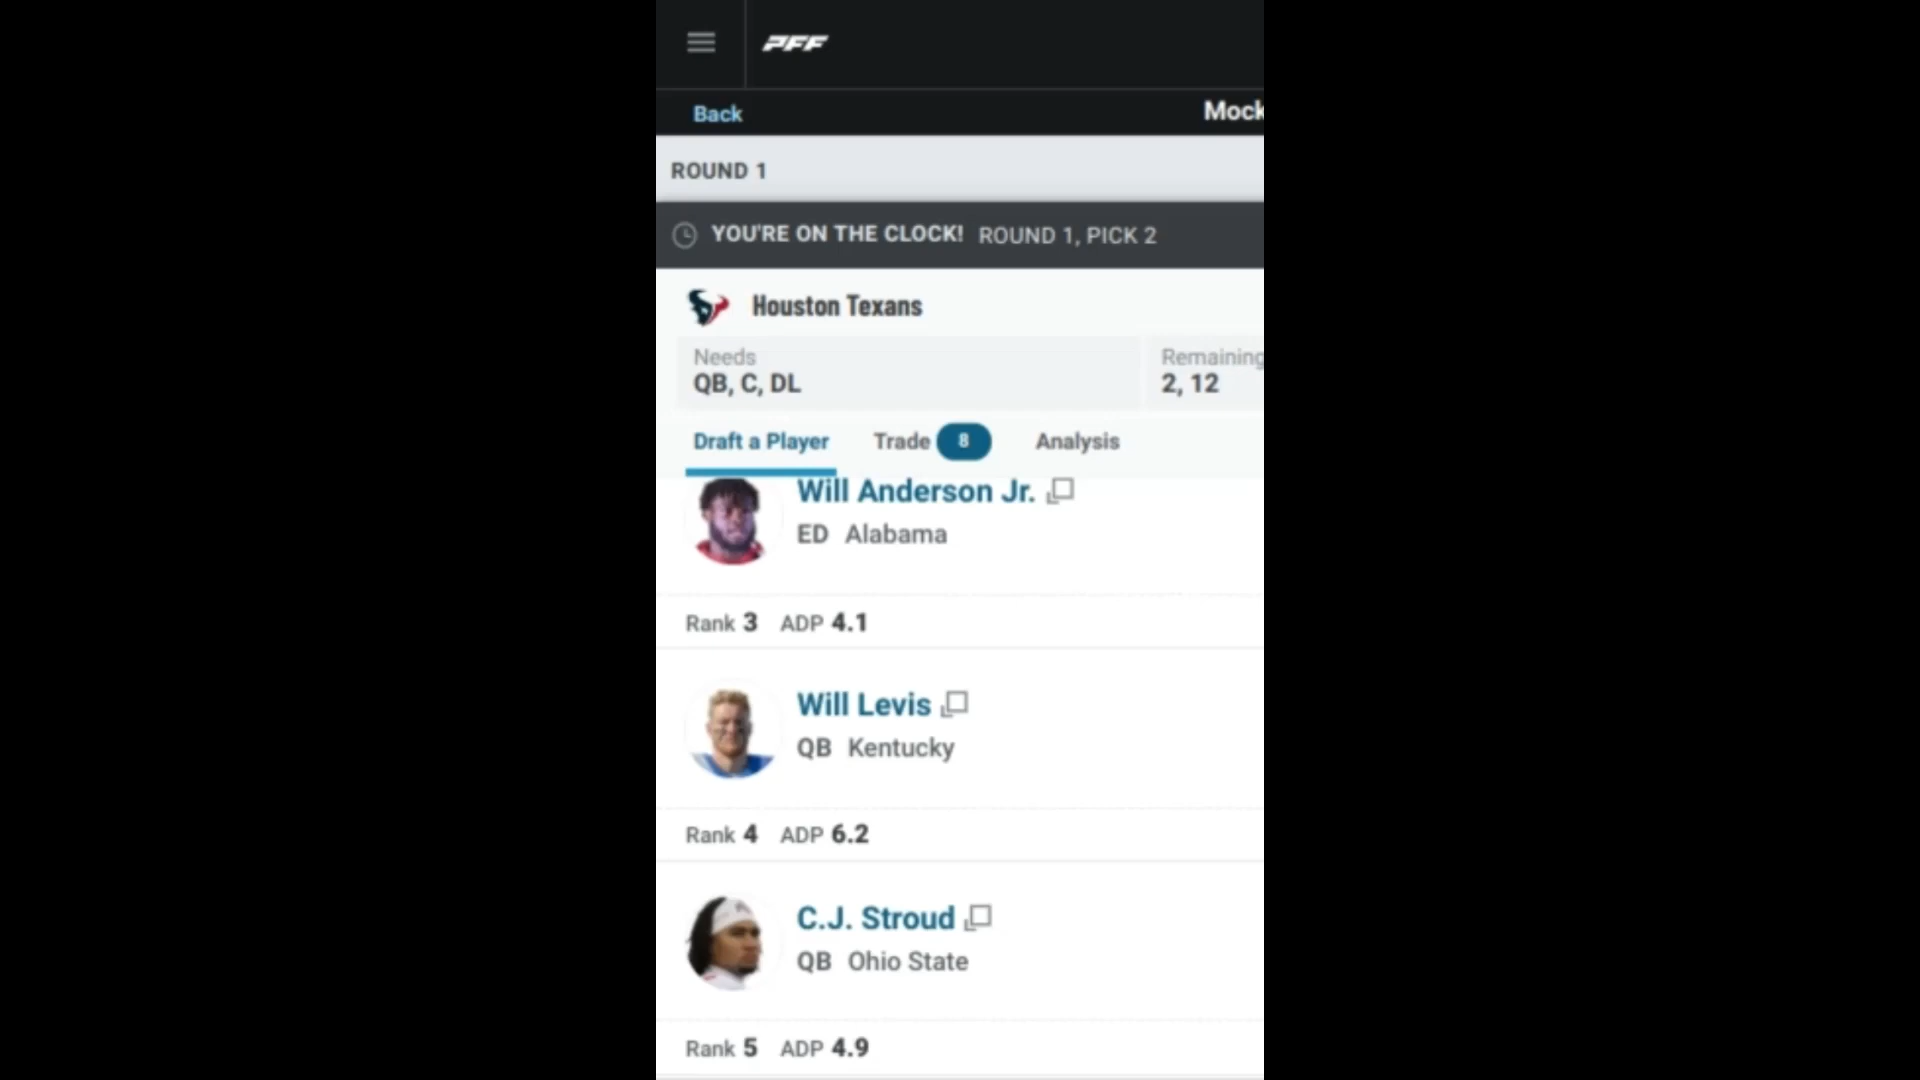 PFF
Back
Mock
ROUND 1
YOU'RE ON THE CLOCK! ROUND 1, PICK 2
Houston Texans
Needs
QB, C, DL
Remaining
2, 12
Draft a Player
Trade 8
Analysis
Will Anderson Jr.
ED Alabama
Rank 3 ADP 4.1
Will Levis
QB Kentucky
Rank 4 ADP 6.2
C.J. Stroud
QB Ohio State
Rank 5 ADP 4.9